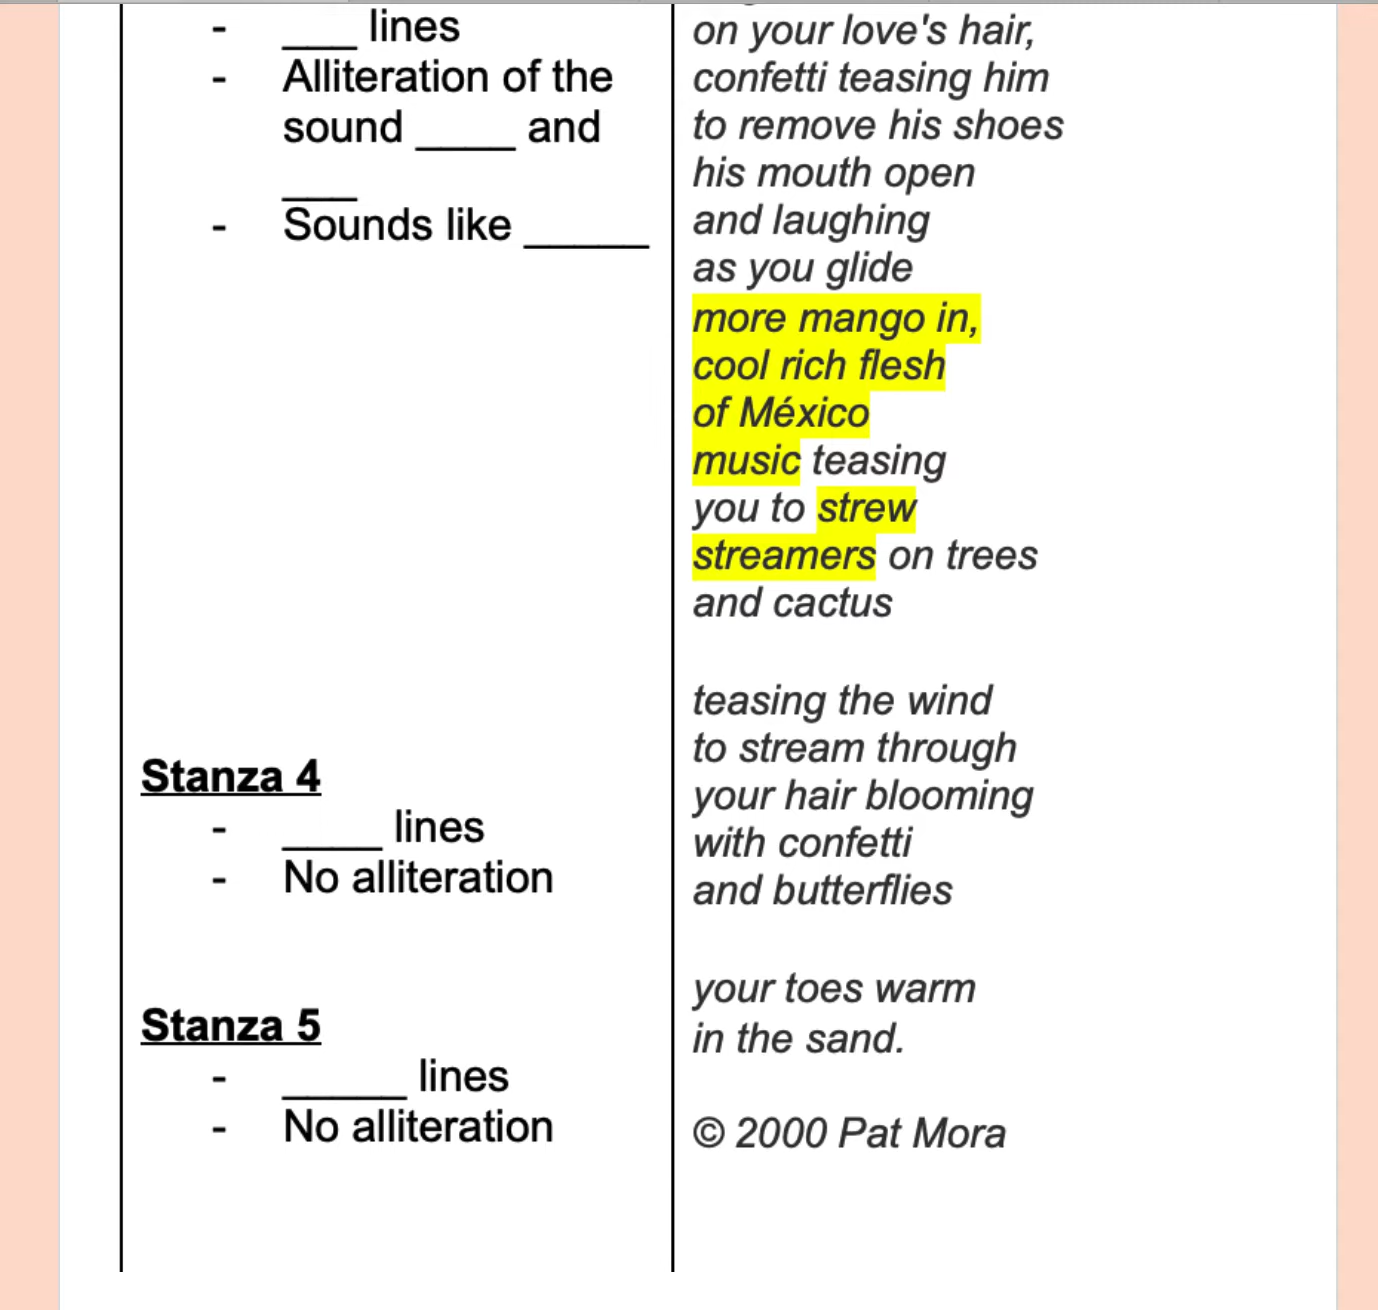 - ___ lines
- Alliteration of the
sound ____ and
___
- Sounds like _____
Stanza 4
- ____ lines
- No alliteration
Stanza 5
- _____ lines
- No alliteration
on your love's hair,
confetti teasing him
to remove his shoes
his mouth open
and laughing
as you glide
more mango in,
cool rich flesh
of México
music teasing
you to strew
streamers on trees
and cactus
teasing the wind
to stream through
your hair blooming
with confetti
and butterflies
your toes warm
in the sand.
© 2000 Pat Mora